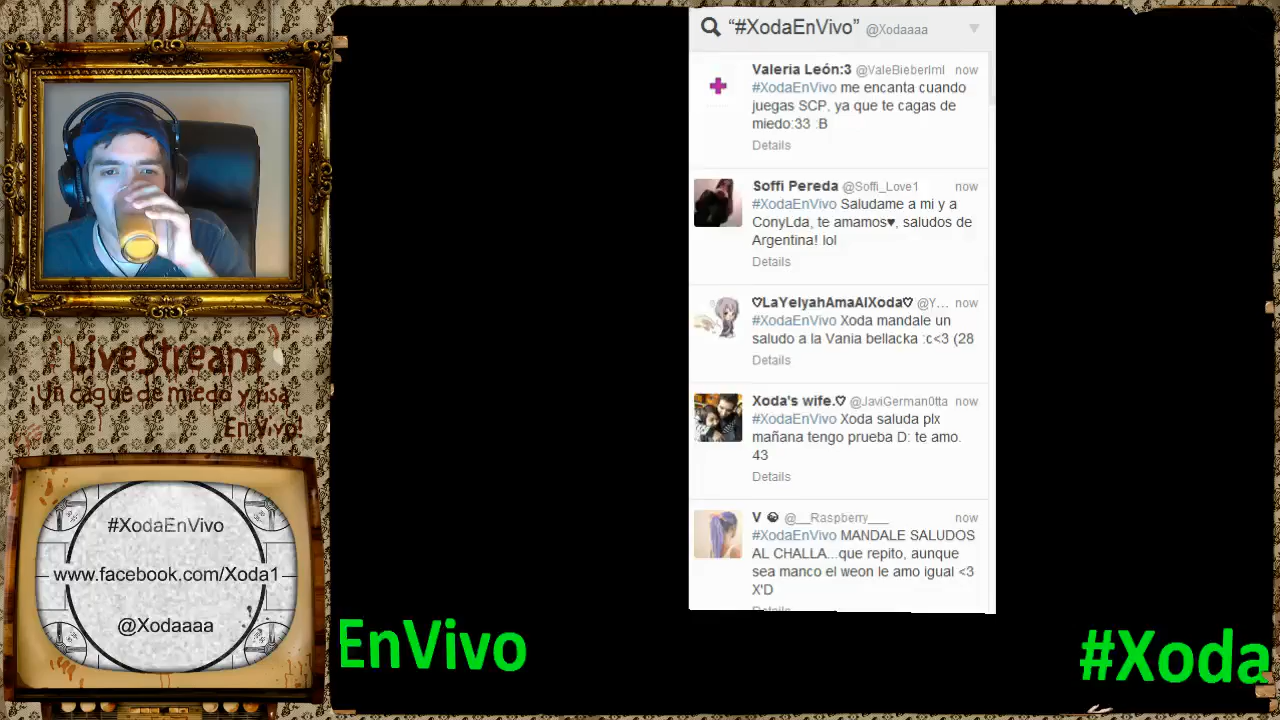 XODA
LiveStream
¡Un cague de miedo y risa
En Vivo!
#XodaEnVivo
www.facebook.com/Xoda1
@Xodaaaa
“#XodaEnVivo” @Xodaaaa
Valeria León:3 @ValeBieberlml now
#XodaEnVivo me encanta cuando
juegas SCP, ya que te cagas de
miedo:33 :B
Details
Soffi Pereda @Soffi_Love1 now
#XodaEnVivo Saludame a mi y a
ConyLda, te amamos♥, saludos de
Argentina! lol
Details
♡LaYelyahAmaAlXoda♡ @Y... now
#XodaEnVivo Xoda mandale un
saludo a la Vania bellacka :c<3 (28
Details
Xoda's wife.♡ @JaviGerman0tta now
#XodaEnVivo Xoda saluda plx
mañana tengo prueba D: te amo.
43
Details
V @__Raspberry___ now
#XodaEnVivo MANDALE SALUDOS
AL CHALLA...que repito, aunque
sea manco el weon le amo igual <3
X'D
Details
EnVivo
#Xoda